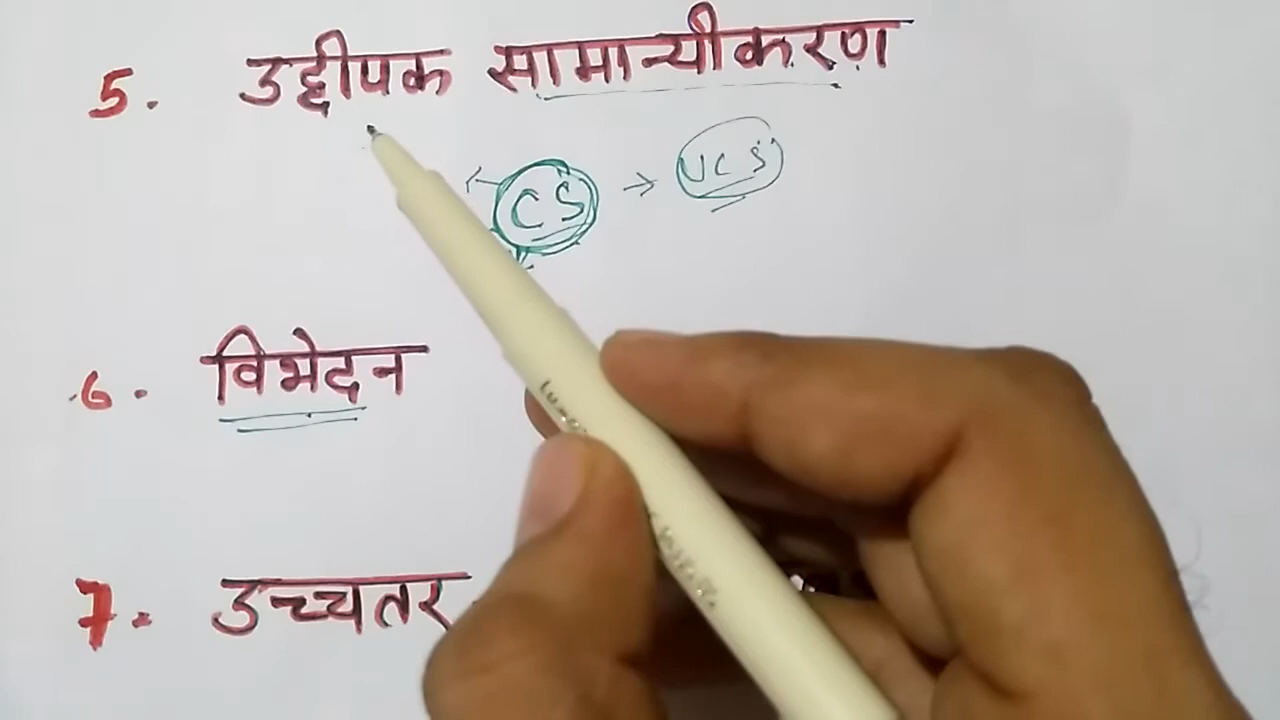 5. उद्दीपक सामान्यीकरण
CS → UCS
6. विभेदन
7. उच्चतर